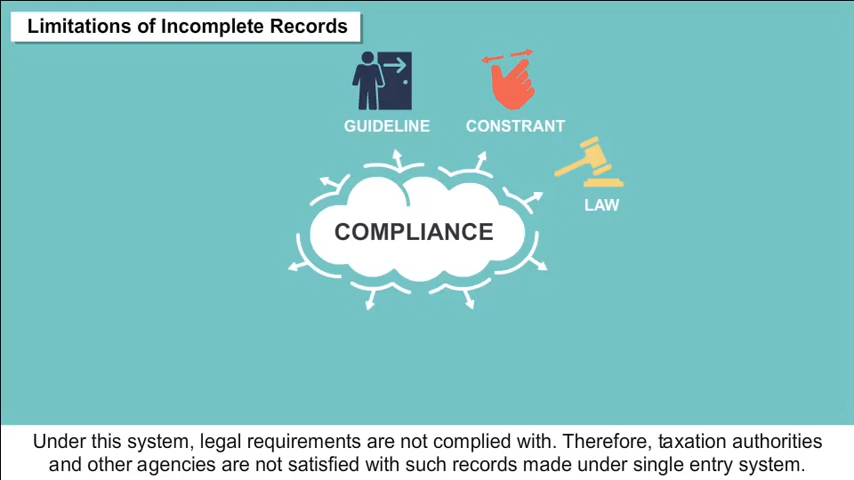 Limitations of Incomplete Records
GUIDELINE
CONSTRANT
LAW
COMPLIANCE
Under this system, legal requirements are not complied with. Therefore, taxation authorities
and other agencies are not satisfied with such records made under single entry system.